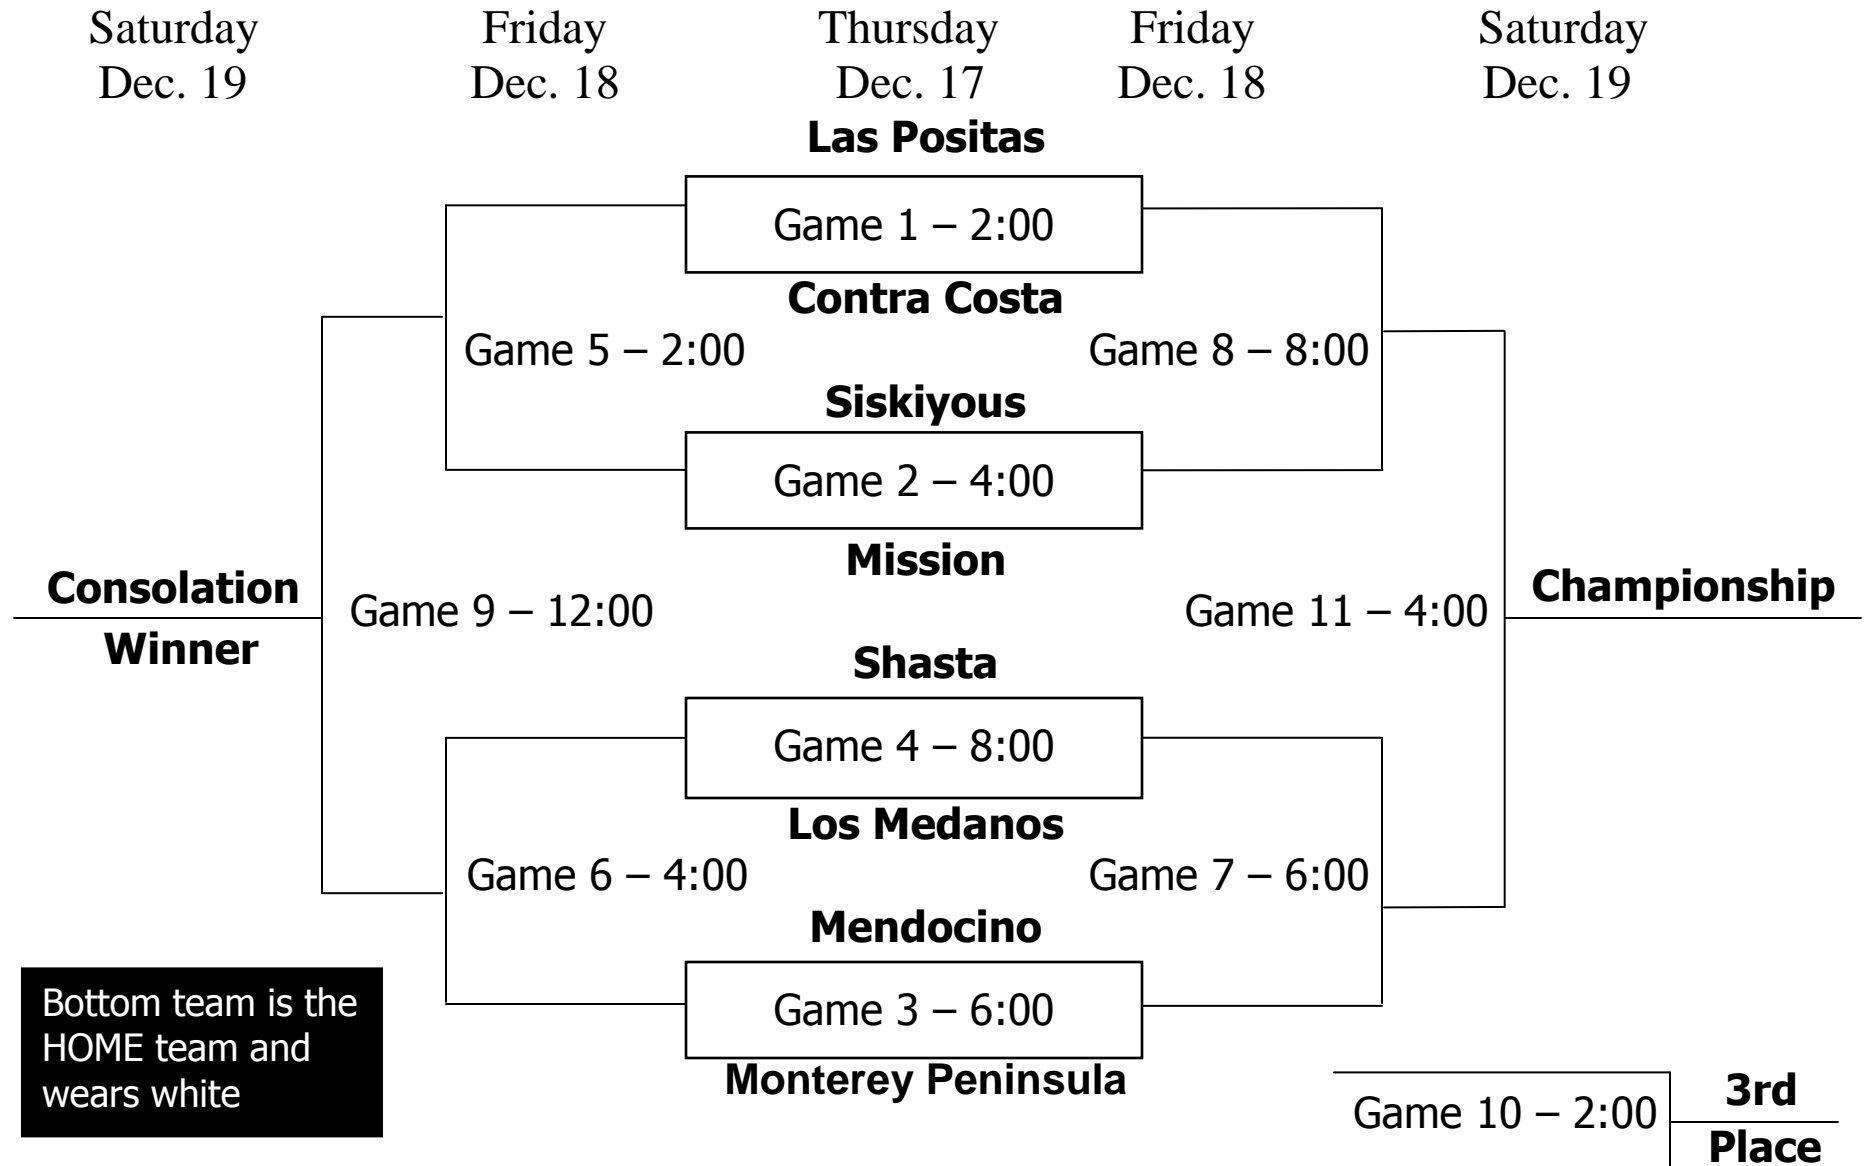 Saturday Friday Thursday Friday Saturday
Dec. 19 Dec. 18 Dec. 17 Dec. 18 Dec. 19
Las Positas
Game 1 – 2:00
Contra Costa
Game 5 – 2:00 Game 8 – 8:00
Siskiyous
Game 2 – 4:00
Mission
Consolation
Winner
Game 9 – 12:00
Game 11 – 4:00
Championship
Shasta
Game 4 – 8:00
Los Medanos
Game 6 – 4:00 Game 7 – 6:00
Mendocino
Game 3 – 6:00
Monterey Peninsula
Bottom team is the
HOME team and
wears white
Game 10 – 2:00
3rd
Place